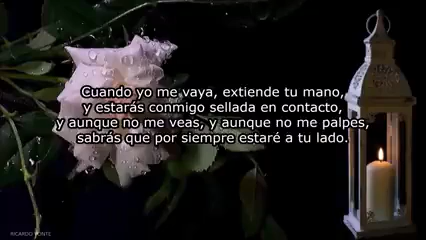 Cuando yo me vaya, extiende tu mano,
y estarás conmigo sellada en contacto,
y aunque no me veas, y aunque no me palpes,
sabrás que por siempre estaré a tu lado.
RICARDO PONTE